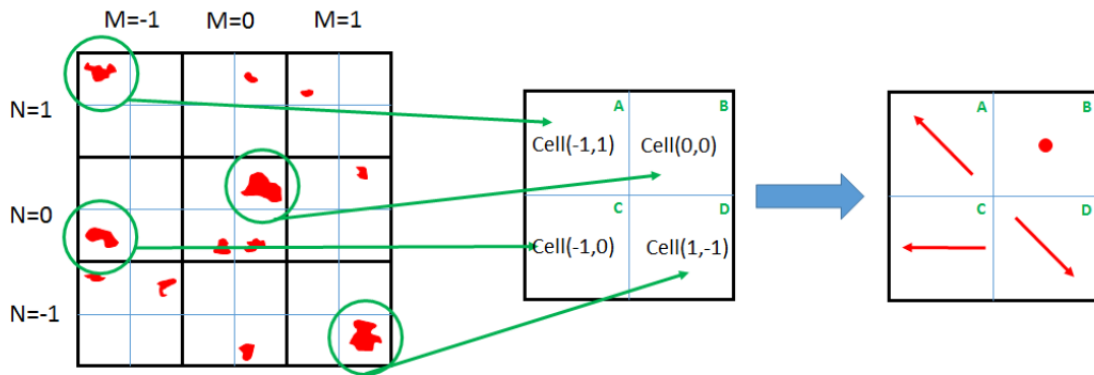 M=-1 M=0 M=1
N=1
N=0
N=-1
A B
Cell(-1,1) Cell(0,0)
C D
Cell(-1,0) Cell(1,-1)
A B
C D